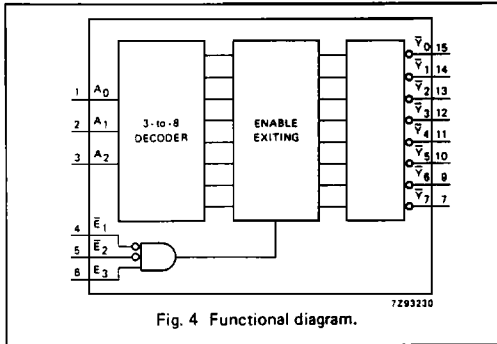 Ȳ0 15
Ȳ1 14
Ȳ2 13
Ȳ3 12
Ȳ4 11
Ȳ5 10
Ȳ6 9
Ȳ7 7
1 A0
2 A1
3 A2
3-to-8
DECODER
ENABLE
EXITING
4 Ē1
5 Ē2
6 E3
7Z93230
Fig. 4 Functional diagram.